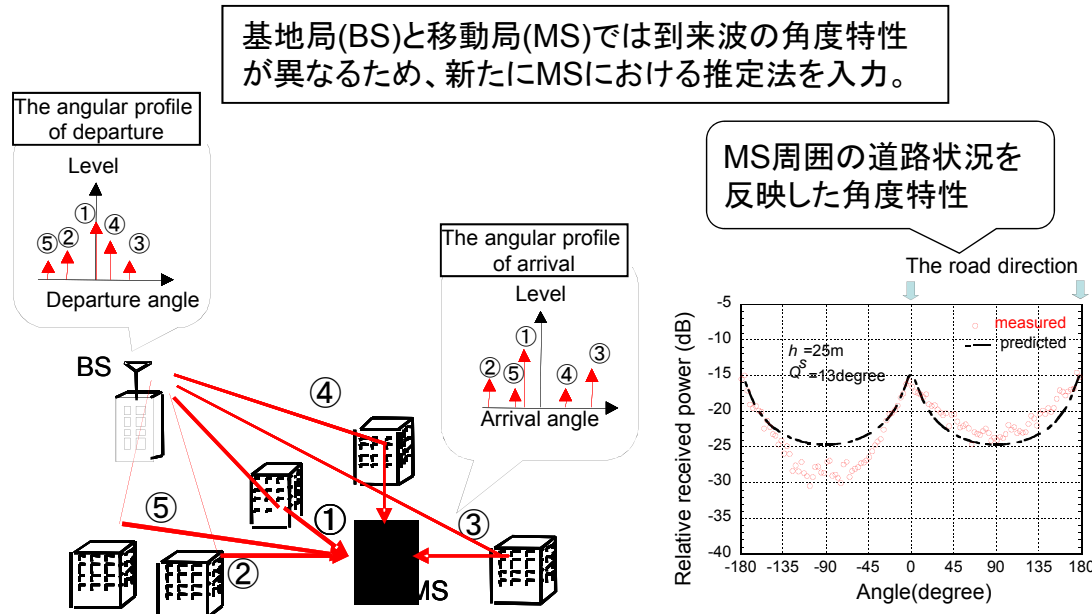 基地局(BS)と移動局(MS)では到来波の角度特性
が異なるため、新たにMSにおける推定法を入力。
The angular profile
of departure
Level
①
④
②
⑤
③
Departure angle
BS
The angular profile
of arrival
Level
①
③
②
⑤
④
Arrival angle
④
①
③
⑤
②
MS
MS周囲の道路状況を
反映した角度特性
The road direction
measured
predicted
h =25m
s
Q =13degree
Relative received power (dB)
-5
-10
-15
-20
-25
-30
-35
-40
-180 -135 -90 -45 0 45 90 135 180
Angle(degree)